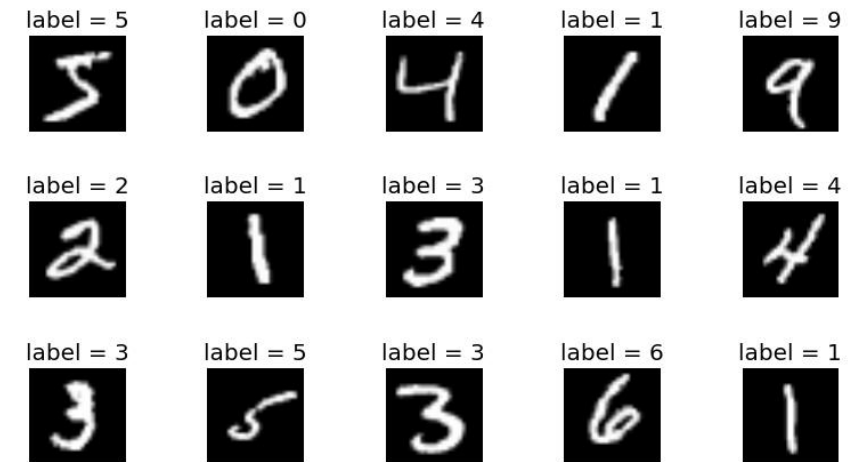 label = 5 label = 0 label = 4 label = 1 label = 9
5 0 4 1 9
label = 2 label = 1 label = 3 label = 1 label = 4
2 1 3 1 4
label = 3 label = 5 label = 3 label = 6 label = 1
3 5 3 6 1